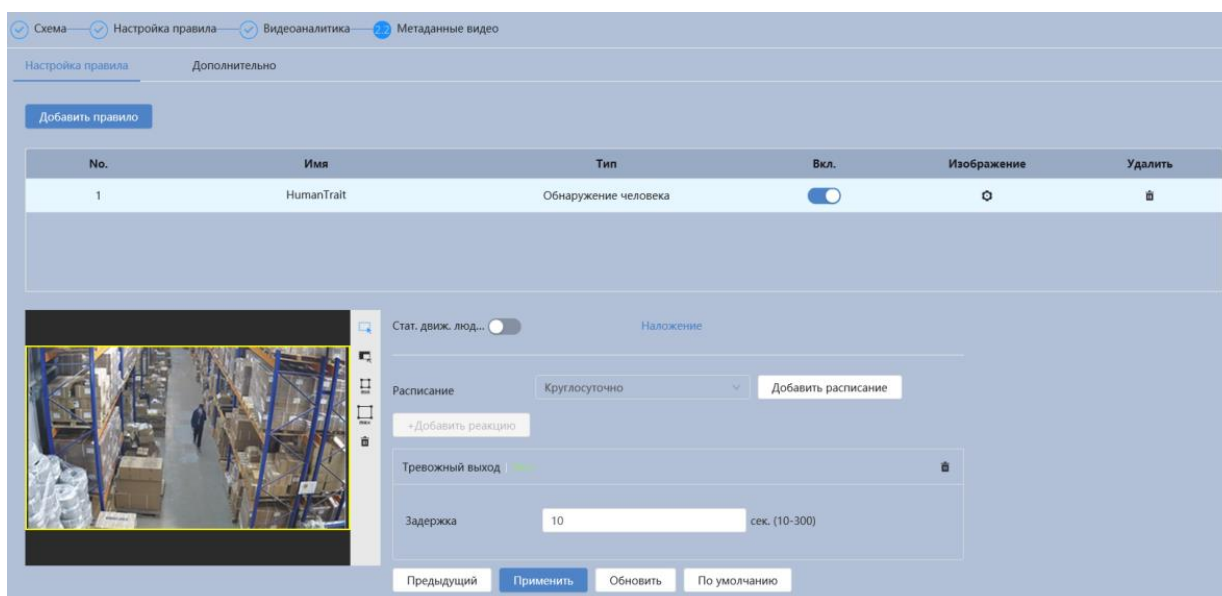 Схема Настройка правила Видеоаналитика 2.2 Метаданные видео
Настройка правила Дополнительно
Добавить правило
No. Имя Тип Вкл. Изображение Удалить
1 HumanTrait Обнаружение человека
Стат. движ. люд... Наложение
min
Расписание Круглосуточно Добавить расписание
max
+Добавить реакцию
Тревожный выход
Задержка 10 сек. (10-300)
Предыдущий Применить Обновить По умолчанию